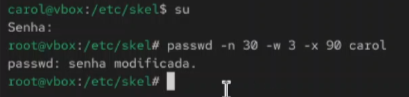 carol@vbox:/etc/skel$ su
Senha:
root@vbox:/etc/skel# passwd -n 30 -w 3 -x 90 carol
passwd: senha modificada.
root@vbox:/etc/skel#